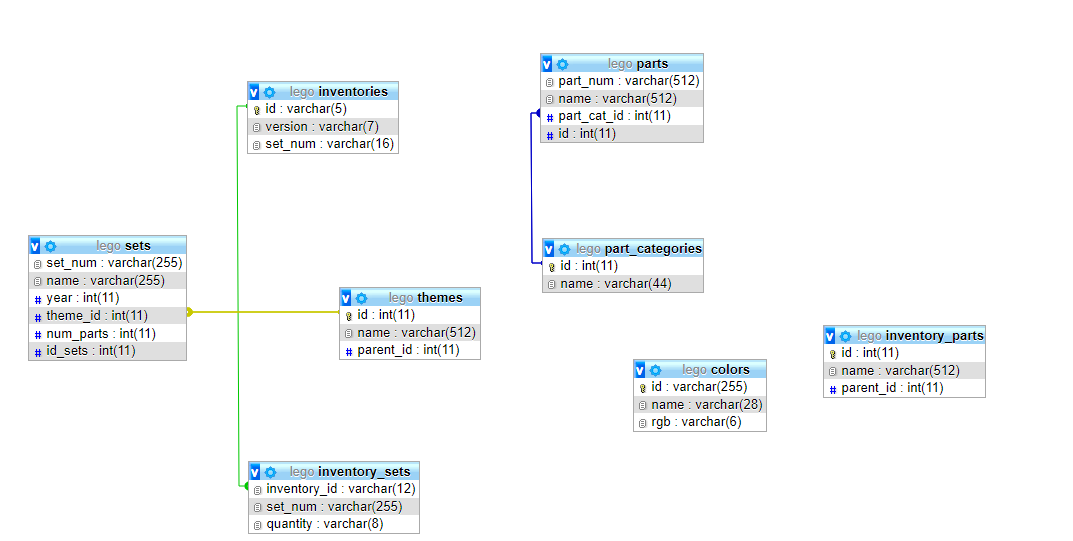 lego inventories
id : varchar(5)
version : varchar(7)
set_num : varchar(16)
lego parts
part_num : varchar(512)
name : varchar(512)
part_cat_id : int(11)
id : int(11)
lego sets
set_num : varchar(255)
name : varchar(255)
year : int(11)
theme_id : int(11)
num_parts : int(11)
id_sets : int(11)
lego themes
id : int(11)
name : varchar(512)
parent_id : int(11)
lego part_categories
id : int(11)
name : varchar(44)
lego colors
id : varchar(255)
name : varchar(28)
rgb : varchar(6)
lego inventory_parts
id : int(11)
name : varchar(512)
parent_id : int(11)
lego inventory_sets
inventory_id : varchar(12)
set_num : varchar(255)
quantity : varchar(8)